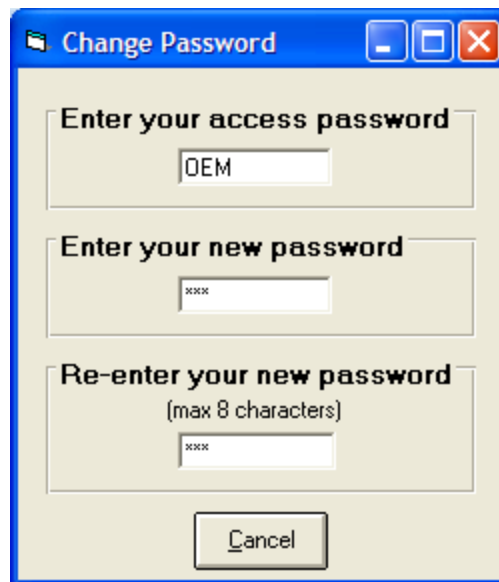 Change Password
Enter your access password
OEM
Enter your new password
***
Re-enter your new password
(max 8 characters)
***
Cancel